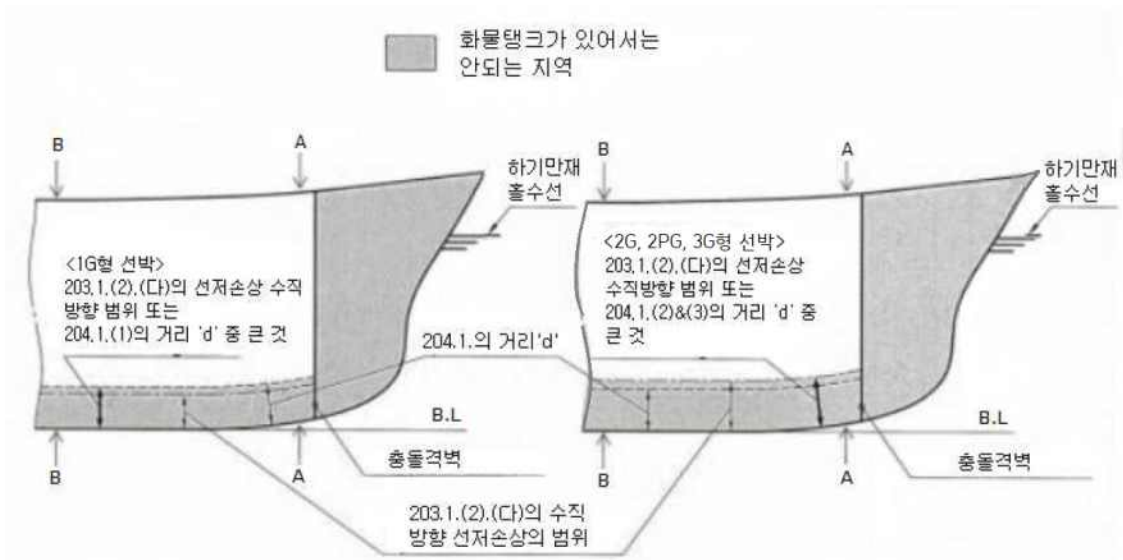 화물탱크가 있어서는
안되는 지역
B
A
하기만재
흘수선
<1G형 선박>
203.1.(2).(다)의 선저손상 수직
방향 범위 또는
204.1.(1)의 거리 'd' 중 큰 것
204.1.의 거리'd'
B.L
충돌격벽
B
A
B
A
하기만재
흘수선
<2G, 2PG, 3G형 선박>
203.1.(2).(다)의 선저손상
수직방향 범위 또는
204.1.(2)&(3)의 거리 'd' 중
큰 것
B.L
충돌격벽
B
A
203.1.(2).(다)의 수직
방향 선저손상의 범위